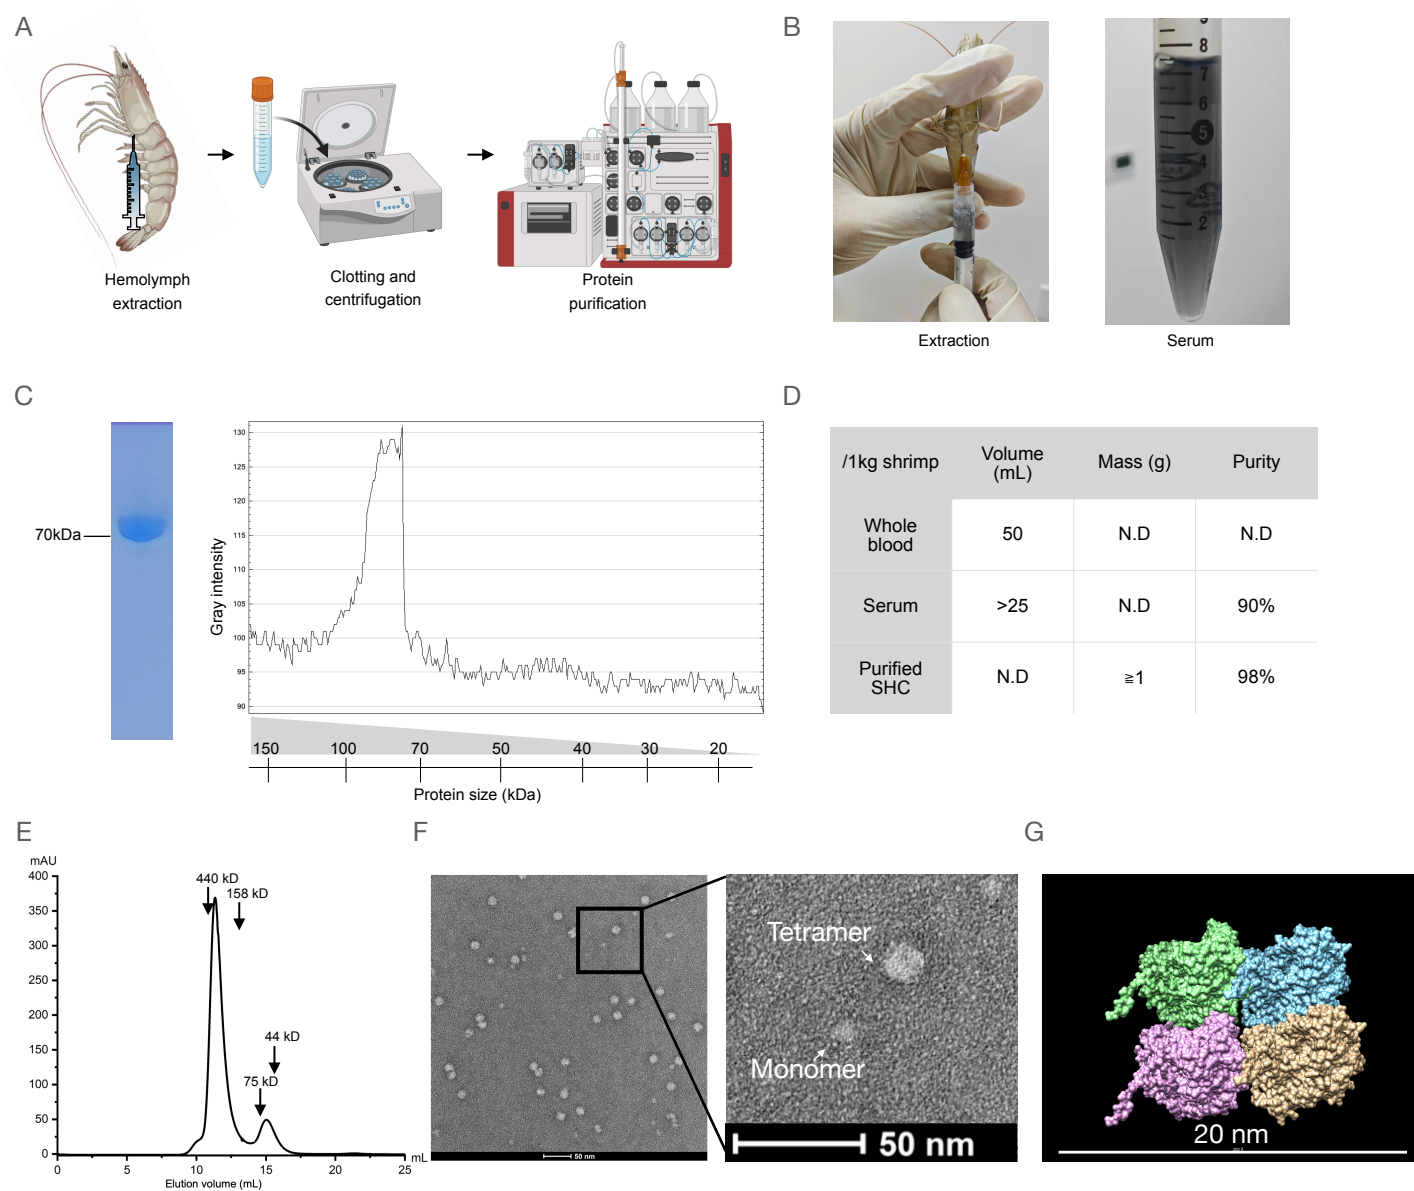 A
Hemolymph
extraction
Clotting and
centrifugation
Protein
purification
B
Extraction
9
8
7
6
5
4
3
2
Serum
C
70kDa
Gray intensity
130
125
120
115
110
105
100
95
90
150 100 70 50 40 30 20
Protein size (kDa)
D
/1kg shrimp Volume (mL) Mass (g) Purity
Whole blood 50 N.D N.D
Serum >25 N.D 90%
Purified SHC N.D ≧1 98%
E
mAU
400
350
300
250
200
150
100
50
0
440 kD
158 kD
44 kD
75 kD
0 5 10 15 20 25 mL
Elution volume (mL)
F
50 nm
Tetramer
Monomer
50 nm
G
20 nm